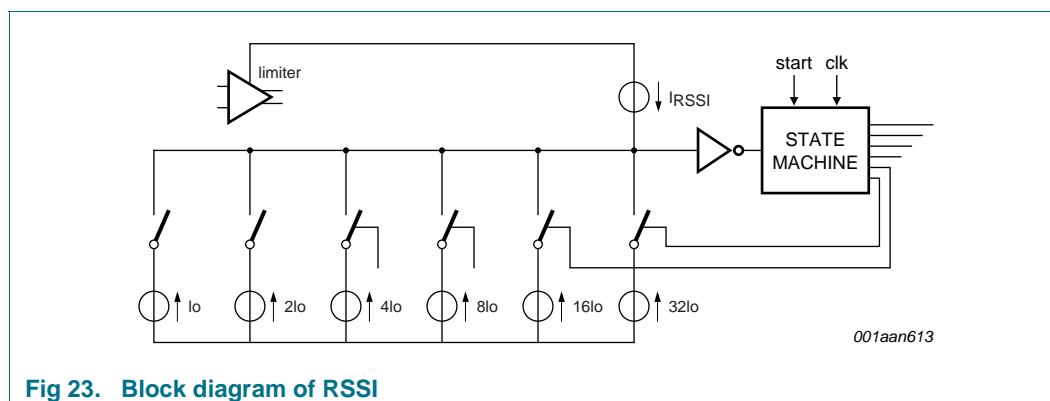 limiter
start clk
IRSSI
STATE
MACHINE
Io 2Io 4Io 8Io 16Io 32Io
001aan613
Fig 23. Block diagram of RSSI